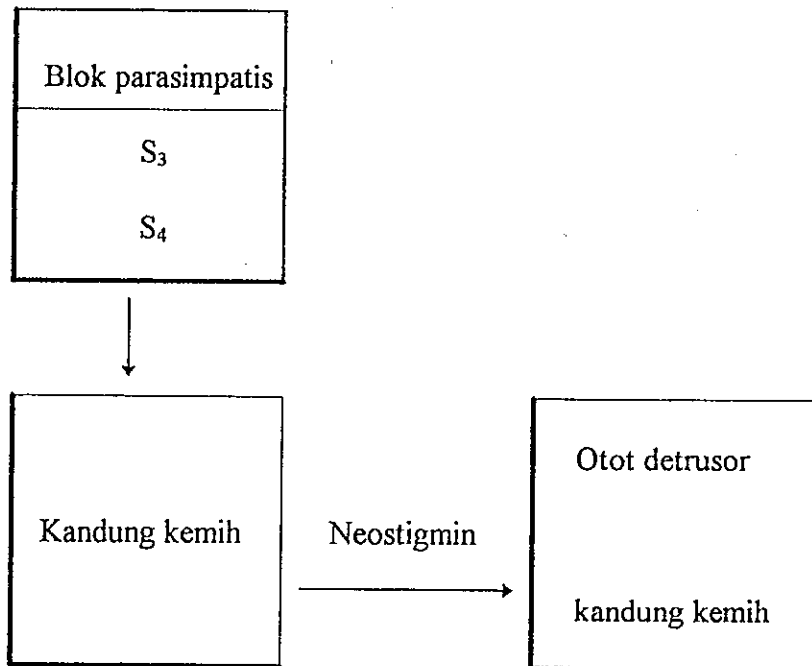 Blok parasimpatis
S₃
S₄
Kandung kemih
Neostigmin
Otot detrusor
kandung kemih